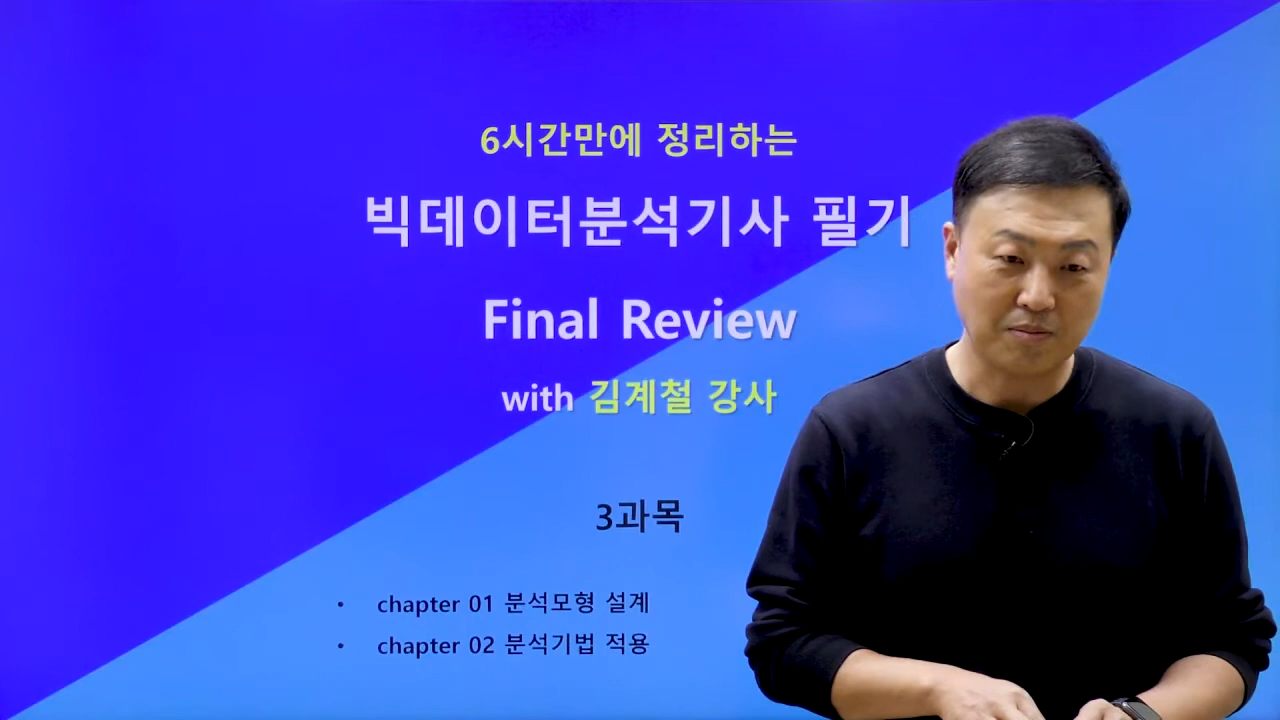 6시간만에 정리하는
빅데이터분석기사 필기
Final Review
with 김계철 강사
3과목
• chapter 01 분석모형 설계
• chapter 02 분석기법 적용